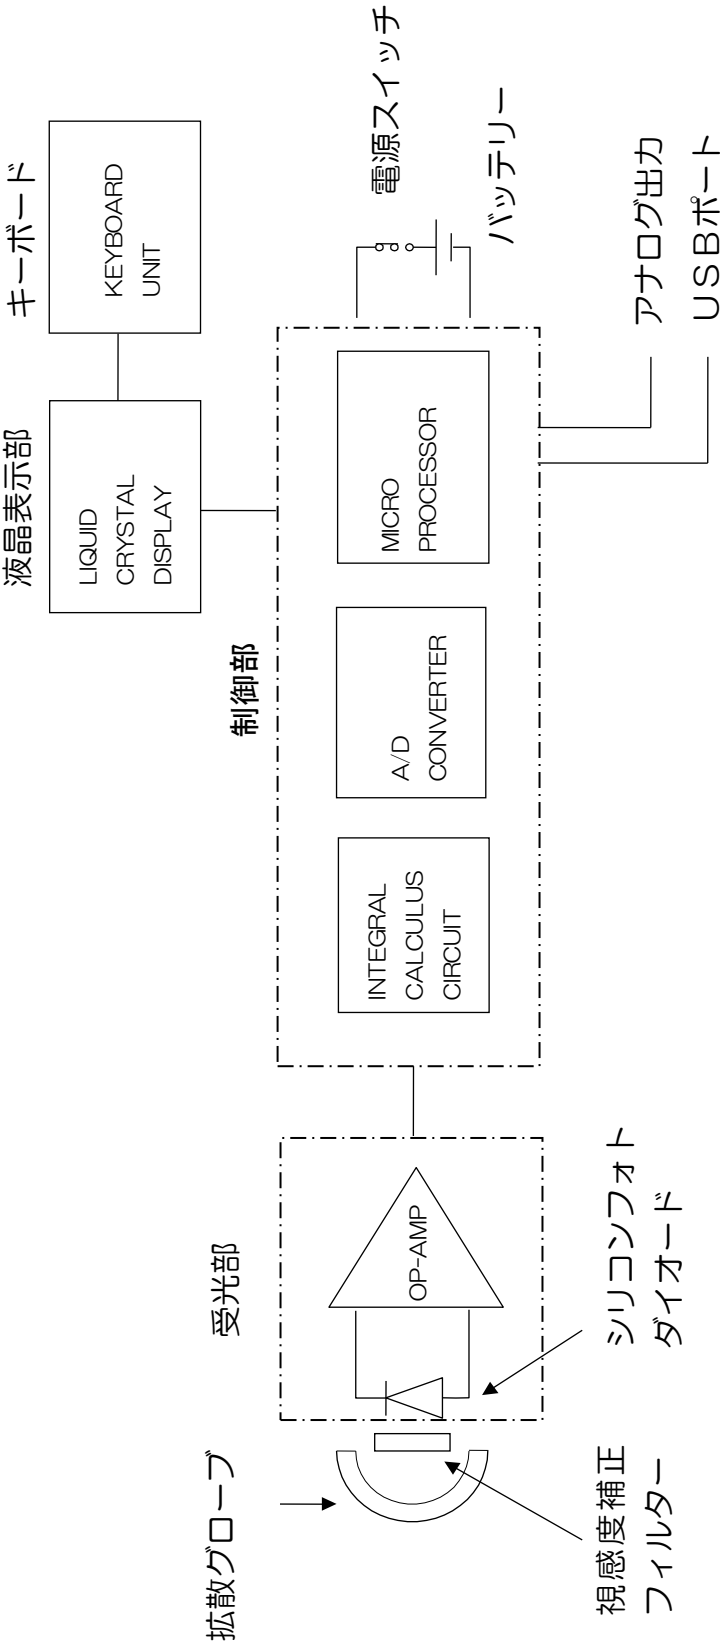 拡散グローブ
視感度補正
フィルター
受光部
OP-AMP
シリコンフォト
ダイオード
制御部
INTEGRAL
CALCULUS
CIRCUIT
A/D
CONVERTER
MICRO
PROCESSOR
液晶表示部
LIQUID
CRYSTAL
DISPLAY
キーボード
KEYBOARD
UNIT
電源スイッチ
バッテリー
アナログ出力
USBポート